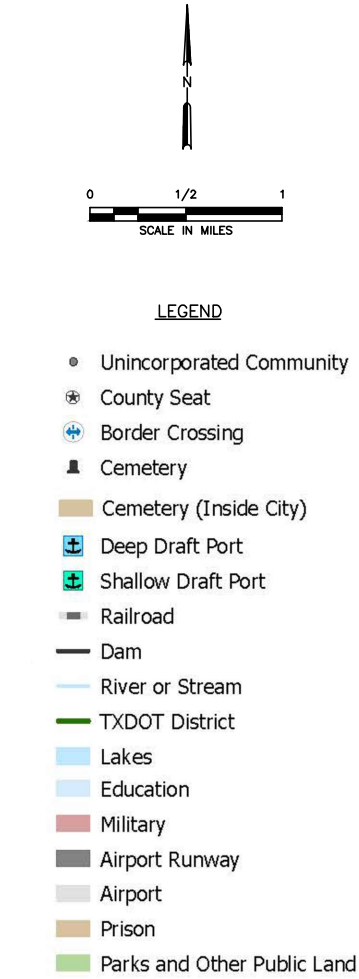 N
0 1/2 1
SCALE IN MILES
LEGEND
Unincorporated Community
County Seat
Border Crossing
Cemetery
Cemetery (Inside City)
Deep Draft Port
Shallow Draft Port
Railroad
Dam
River or Stream
TXDOT District
Lakes
Education
Military
Airport Runway
Airport
Prison
Parks and Other Public Land